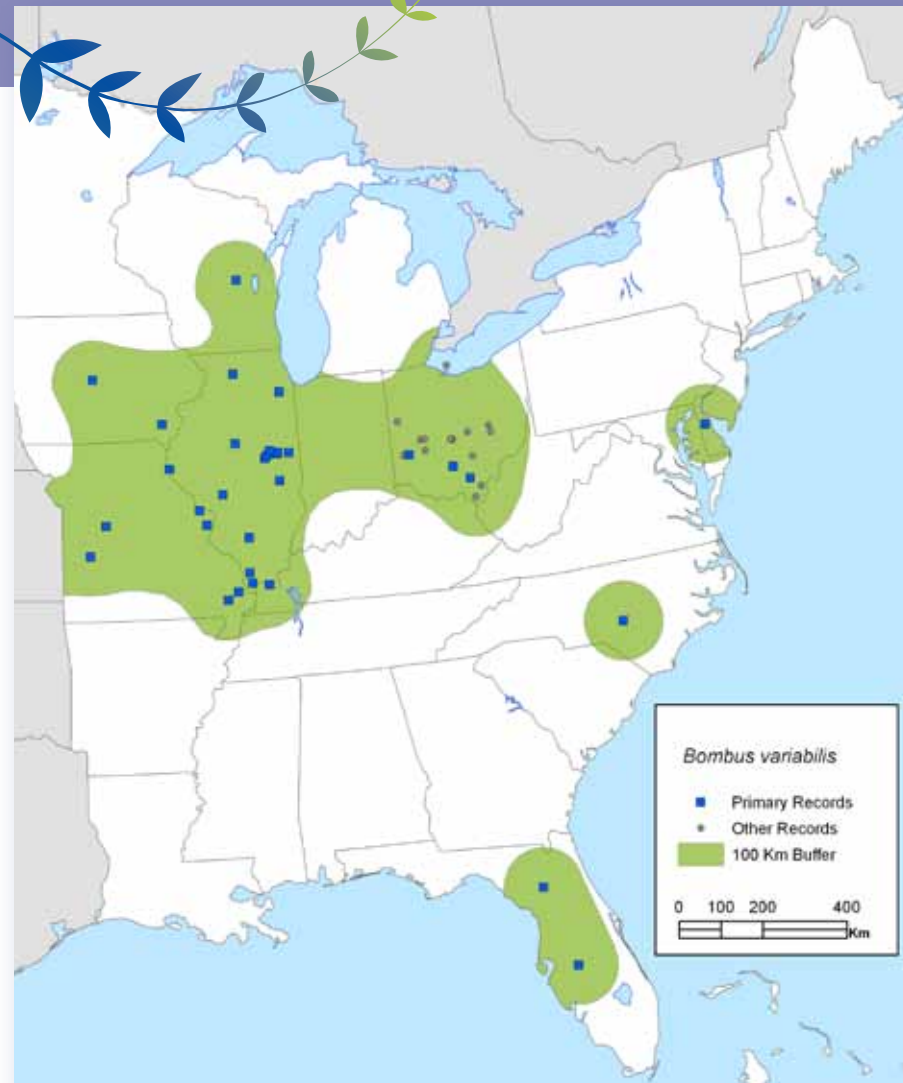 Bombus variabilis
Primary Records
Other Records
100 Km Buffer
0 100 200 400
Km